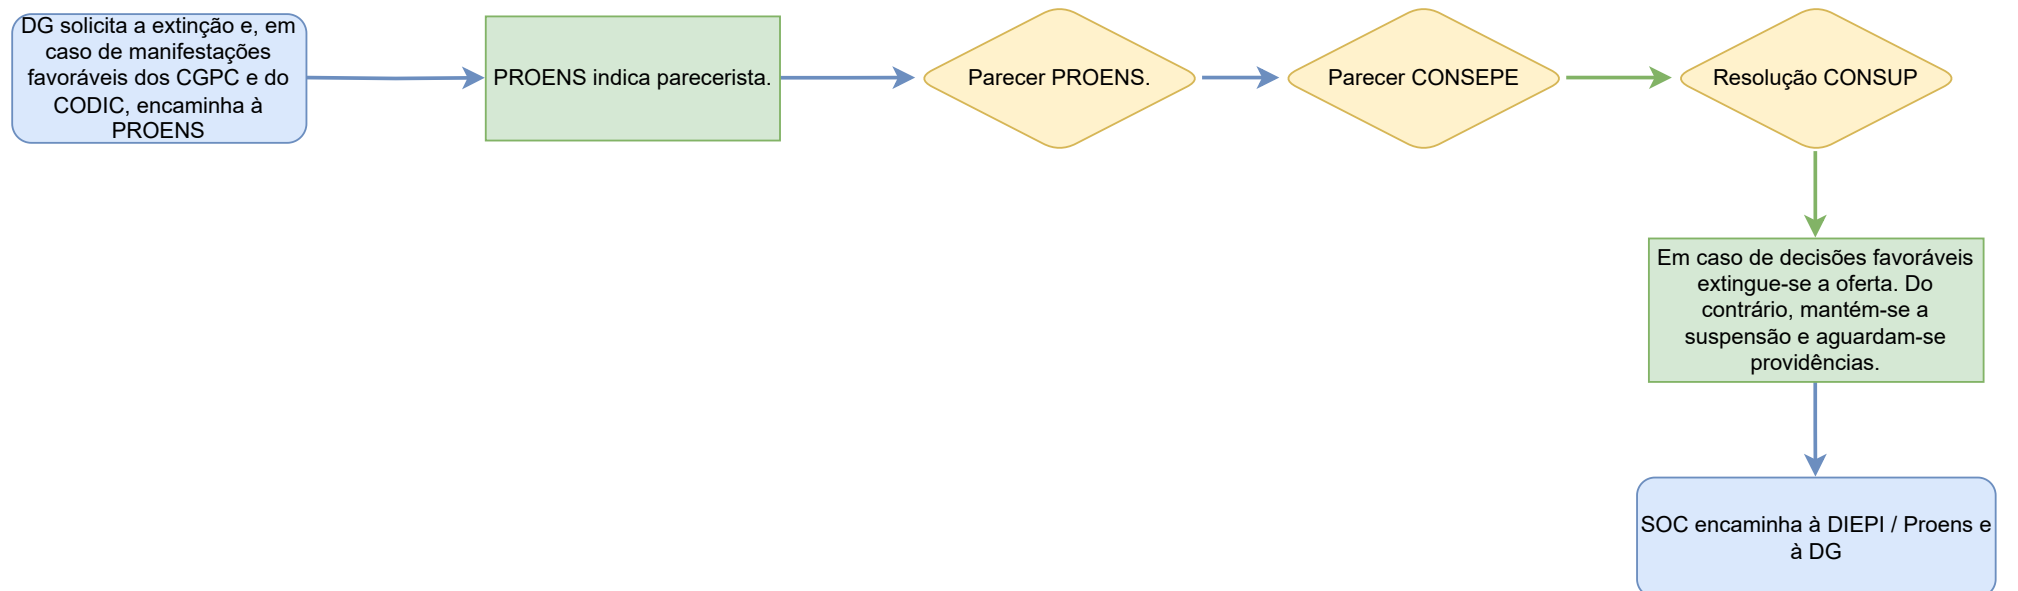 DG solicita a extinção e, em
caso de manifestações
favoráveis dos CGPC e do
CODIC, encaminha à
PROENS
PROENS indica parecerista.
Parecer PROENS.
Parecer CONSEPE
Resolução CONSUP
Em caso de decisões favoráveis
extingue-se a oferta. Do
contrário, mantém-se a
suspensão e aguardam-se
providências.
SOC encaminha à DIEPI / Proens e
à DG